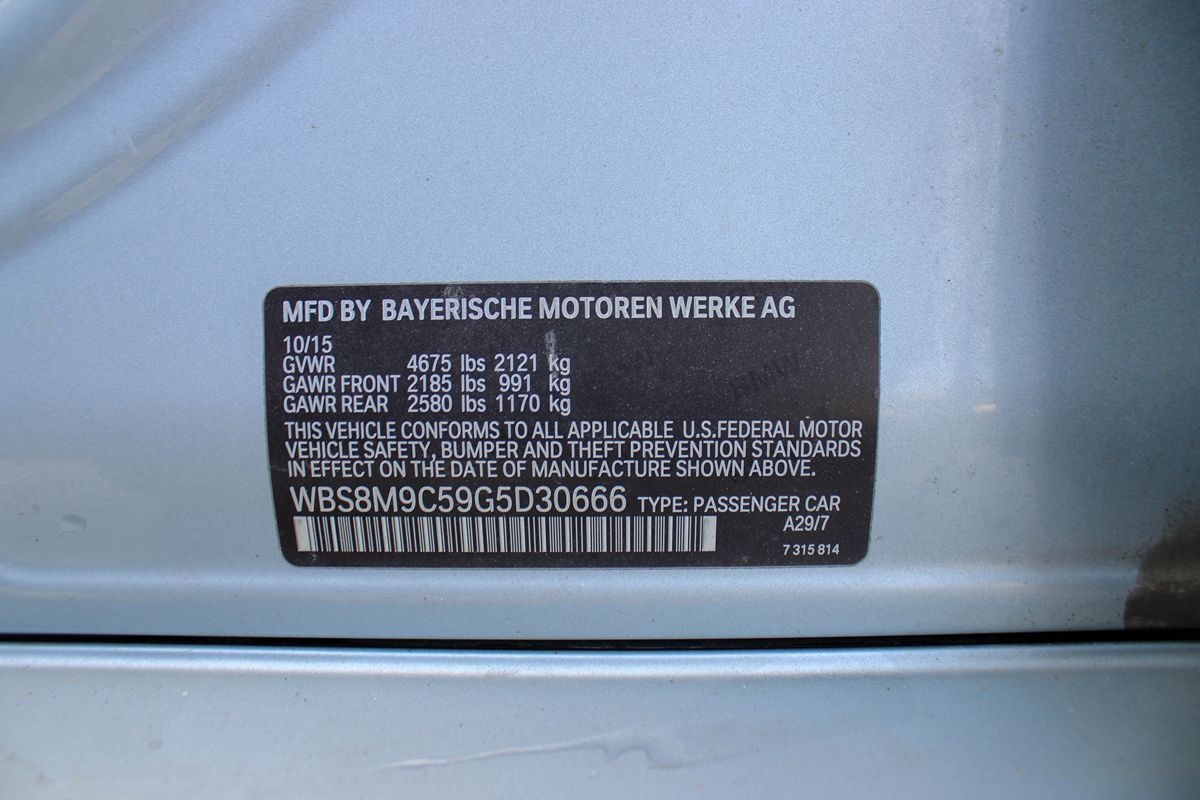 MFD BY BAYERISCHE MOTOREN WERKE AG
10/15
GVWR 4675 lbs 2121 kg
GAWR FRONT 2185 lbs 991 kg
GAWR REAR 2580 lbs 1170 kg
THIS VEHICLE CONFORMS TO ALL APPLICABLE U.S.FEDERAL MOTOR
VEHICLE SAFETY, BUMPER AND THEFT PREVENTION STANDARDS
IN EFFECT ON THE DATE OF MANUFACTURE SHOWN ABOVE.
WBS8M9C59G5D30666 TYPE: PASSENGER CAR
A29/7
7 315 814